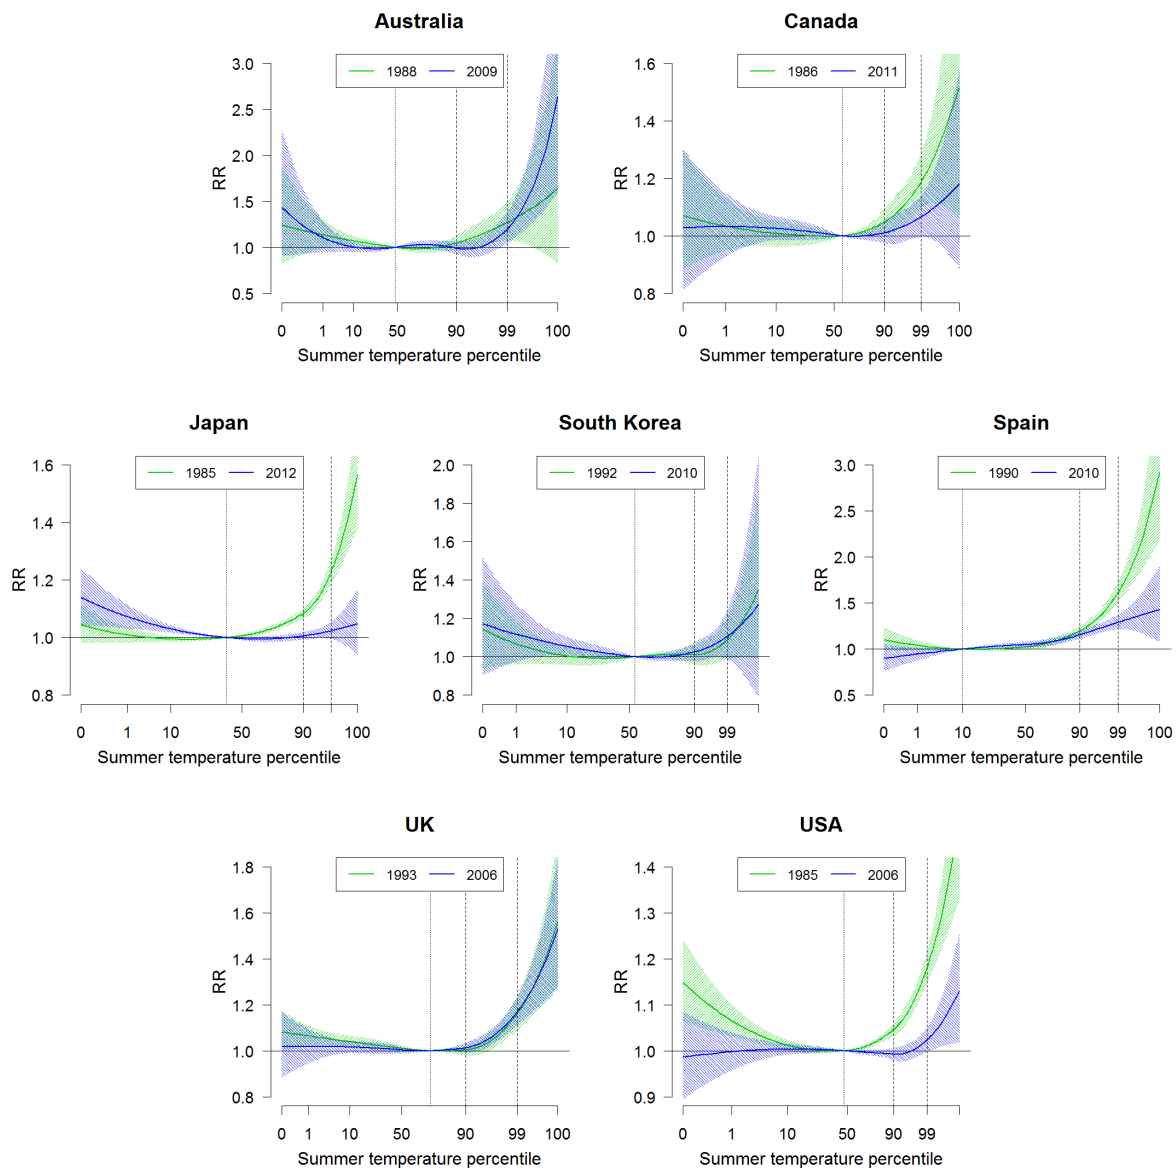 Australia
1988 2009
RR
3.0
2.5
2.0
1.5
1.0
0.5
0 1 10 50 90 99 100
Summer temperature percentile
Canada
1986 2011
RR
1.6
1.4
1.2
1.0
0.8
0 1 10 50 90 99 100
Summer temperature percentile
Japan
1985 2012
RR
1.6
1.4
1.2
1.0
0.8
0 1 10 50 90 100
Summer temperature percentile
South Korea
1992 2010
RR
2.0
1.8
1.6
1.4
1.2
1.0
0.8
0 1 10 50 90 99
Summer temperature percentile
Spain
1990 2010
RR
3.0
2.5
2.0
1.5
1.0
0.5
0 1 10 50 90 99 100
Summer temperature percentile
UK
1993 2006
RR
1.8
1.6
1.4
1.2
1.0
0.8
0 1 10 50 90 99 100
Summer temperature percentile
USA
1985 2006
RR
1.4
1.3
1.2
1.1
1.0
0.9
0 1 10 50 90 99
Summer temperature percentile